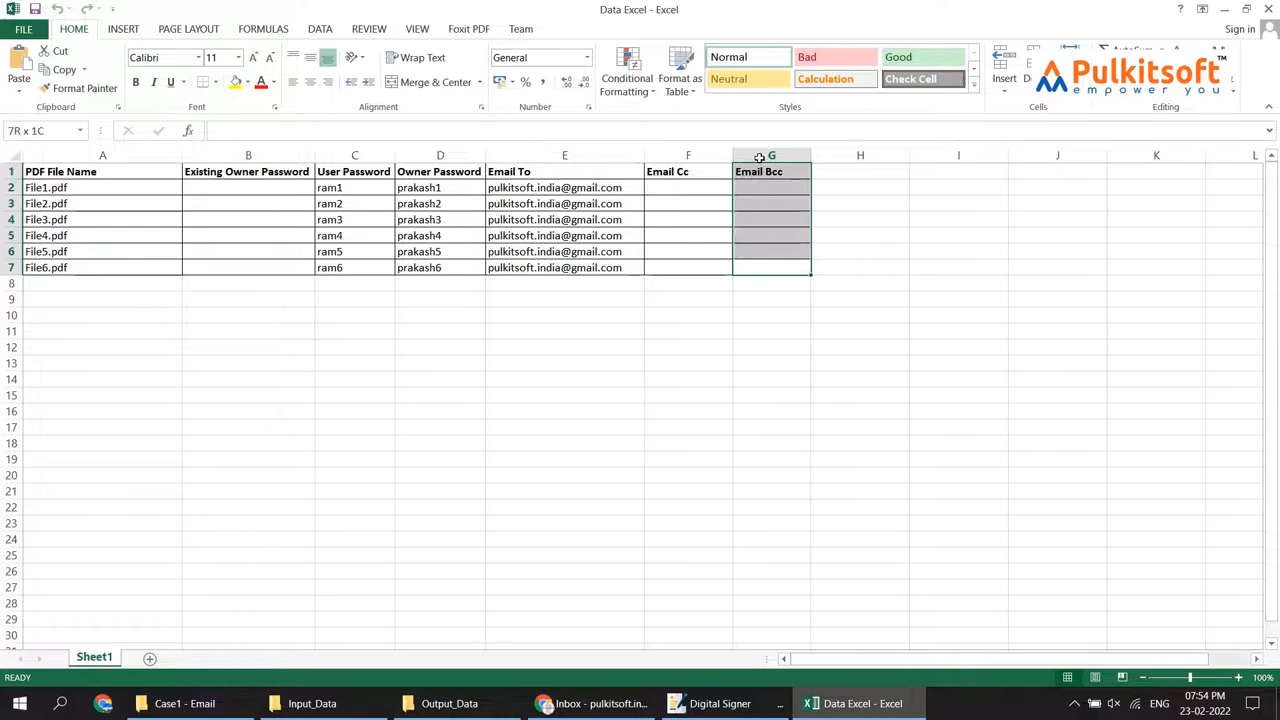 Data Excel - Excel
FILE HOME INSERT PAGE LAYOUT FORMULAS DATA REVIEW VIEW Foxit PDF Team Sign in
Paste Cut Copy Format Painter Clipboard
Calibri 11 B I U A A A Font
Wrap Text Merge & Center Alignment
General % Number
Conditional Formatting Format as Table
Normal Bad Good
Neutral Calculation Check Cell
Styles
Insert Cells
Editing
Pulkitsoft™
empower you
7R x 1C fx
A B C D E F G H I J K L
1 PDF File Name Existing Owner Password User Password Owner Password Email To Email Cc Email Bcc
2 File1.pdf ram1 prakash1 pulkitsoft.india@gmail.com
3 File2.pdf ram2 prakash2 pulkitsoft.india@gmail.com
4 File3.pdf ram3 prakash3 pulkitsoft.india@gmail.com
5 File4.pdf ram4 prakash4 pulkitsoft.india@gmail.com
6 File5.pdf ram5 prakash5 pulkitsoft.india@gmail.com
7 File6.pdf ram6 prakash6 pulkitsoft.india@gmail.com
8
9
10
11
12
13
14
15
16
17
18
19
20
21
22
23
24
25
26
27
28
29
30
Sheet1
READY 100%
Case1 - Email Input_Data Output_Data Inbox - pulkitsoft.in... Digital Signer ... Data Excel - Excel ENG 07:54 PM
23-02-2022